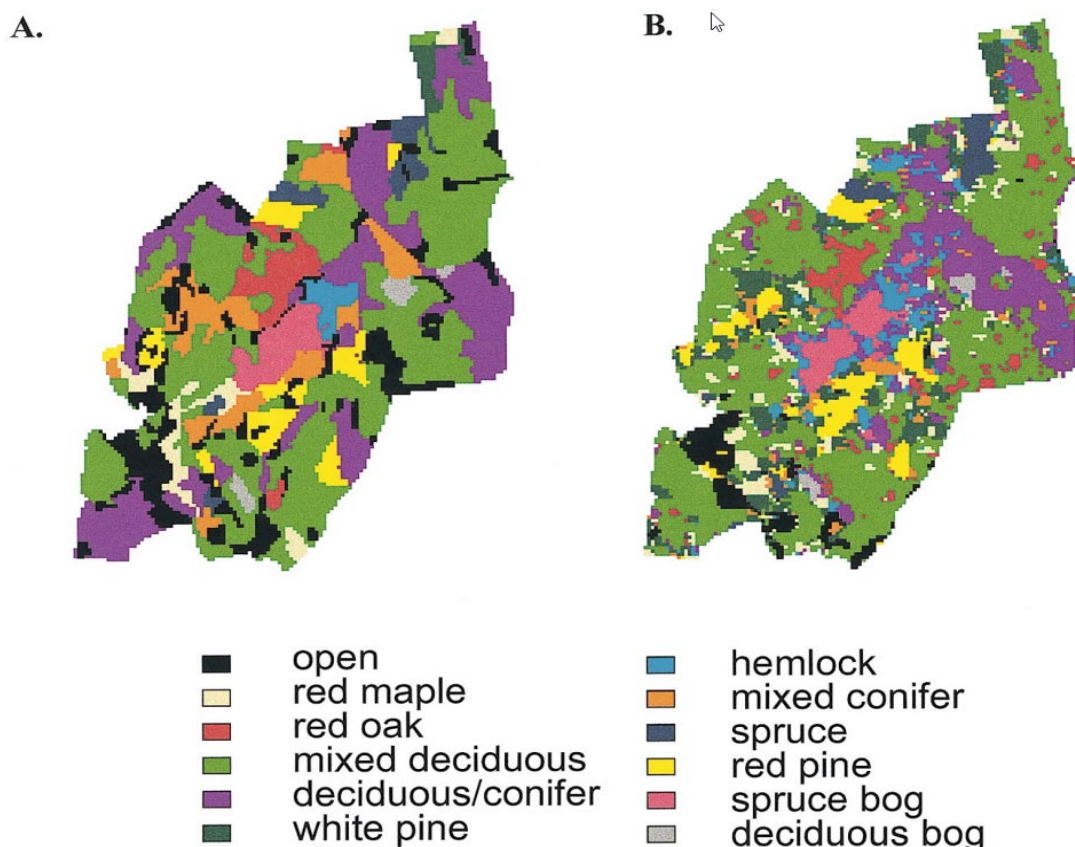 A.
B.
open
red maple
red oak
mixed deciduous
deciduous/conifer
white pine
hemlock
mixed conifer
spruce
red pine
spruce bog
deciduous bog